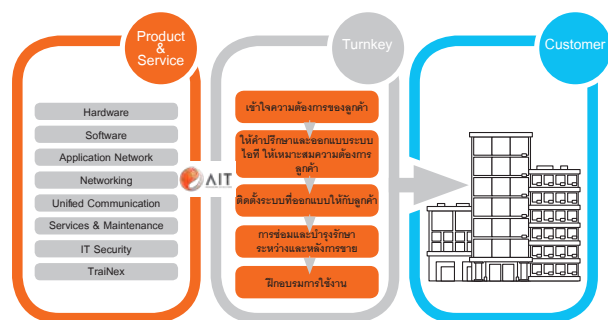 Product
&
Service
Hardware
Software
Application Network
Networking
Unified Communication
Services & Maintenance
IT Security
TraiNex
AIT
Turnkey
เข้าใจความต้องการของลูกค้า
ให้คำปรึกษาและออกแบบระบบ
ไอที ให้เหมาะสมความต้องการ
ลูกค้า
ติดตั้งระบบที่ออกแบบให้กับลูกค้า
การซ่อมและบำรุงรักษา
ระหว่างและหลังการขาย
ฝึกอบรมการใช้งาน
Customer